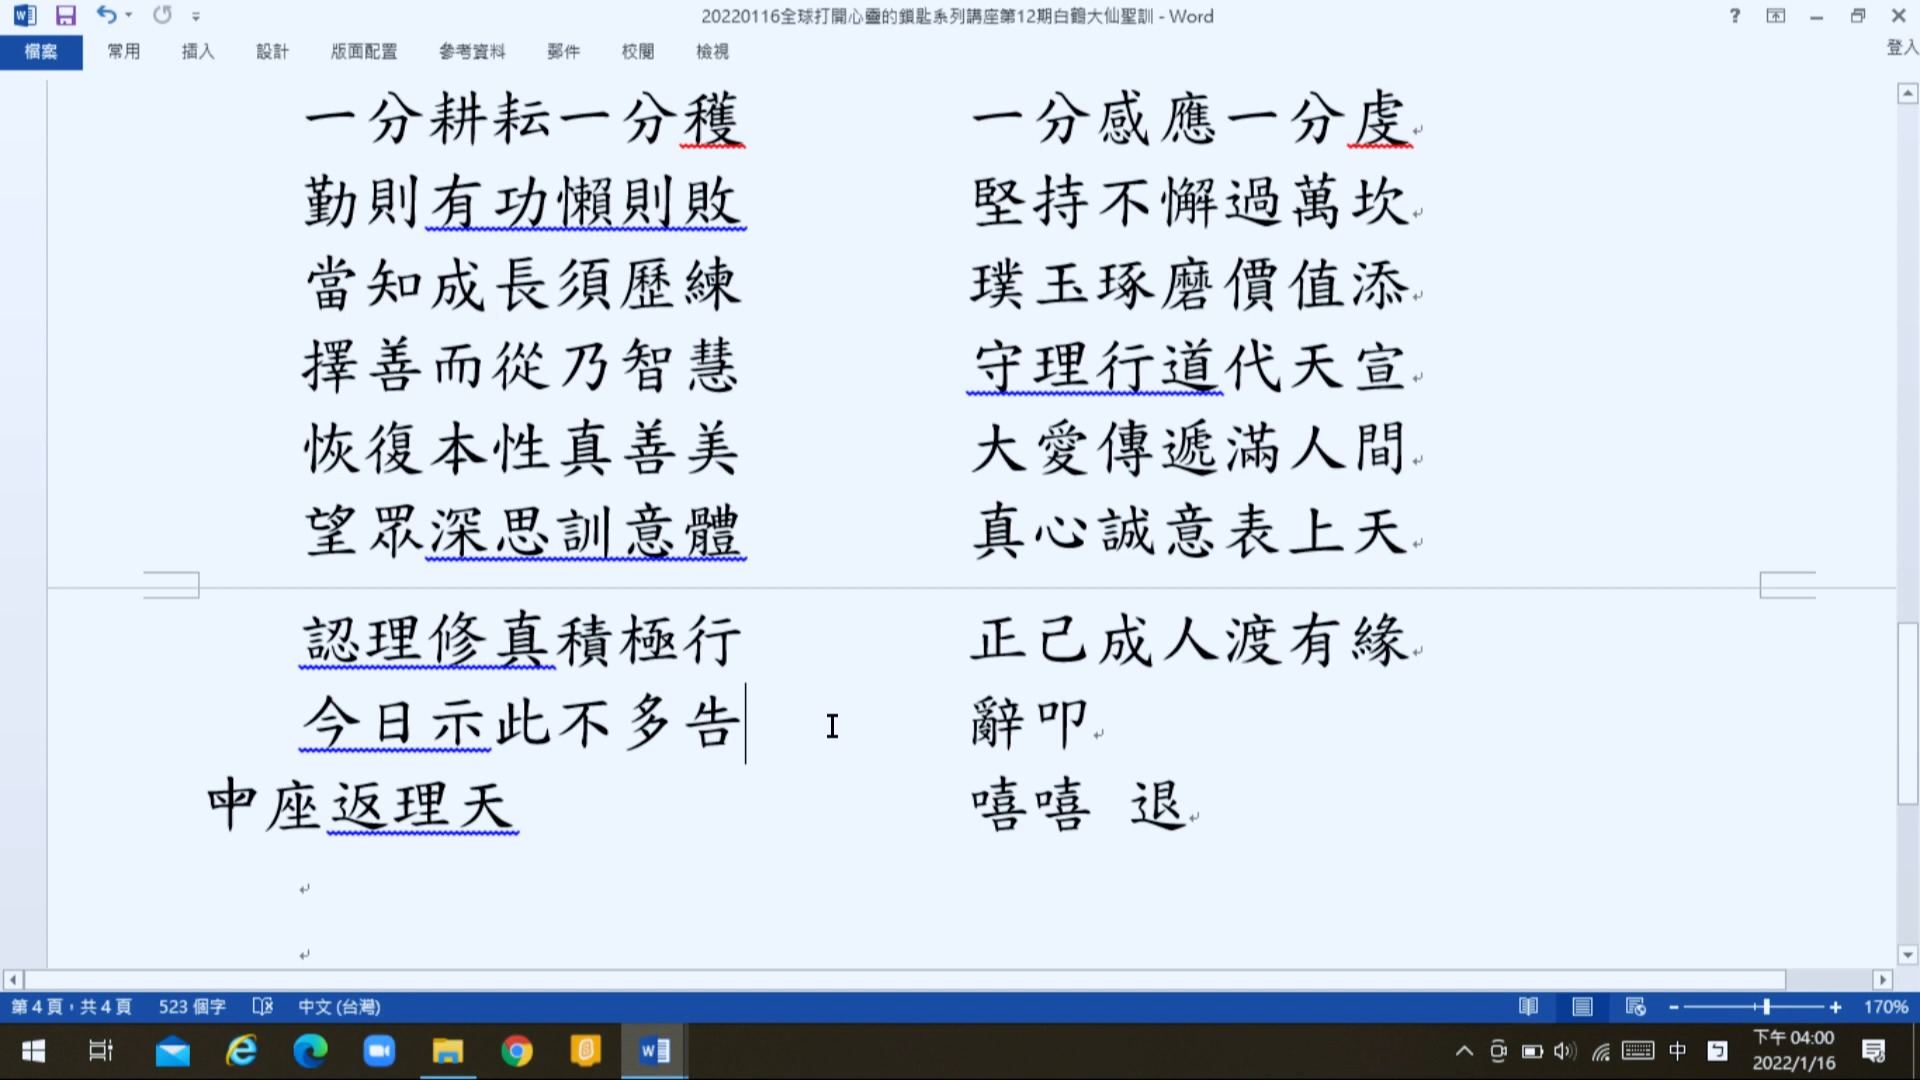 20220116全球打開心靈的鎖匙系列講座第12期白鶴大仙聖訓 - Word
檔案 常用 插入 設計 版面配置 參考資料 郵件 校閱 檢視 登入
一分耕耘一分穫 一分感應一分虔
勤則有功懶則敗 堅持不懈過萬坎
當知成長須歷練 璞玉琢磨價值添
擇善而從乃智慧 守理行道代天宣
恢復本性真善美 大愛傳遞滿人間
望眾深思訓意體 真心誠意表上天
認理修真積極行 正己成人渡有緣
今日示此不多告 辭叩
座返理天 嘻嘻 退
第 4 頁，共 4 頁 523 個字 中文 (台灣) 170%
中 下午 04:00
2022/1/16